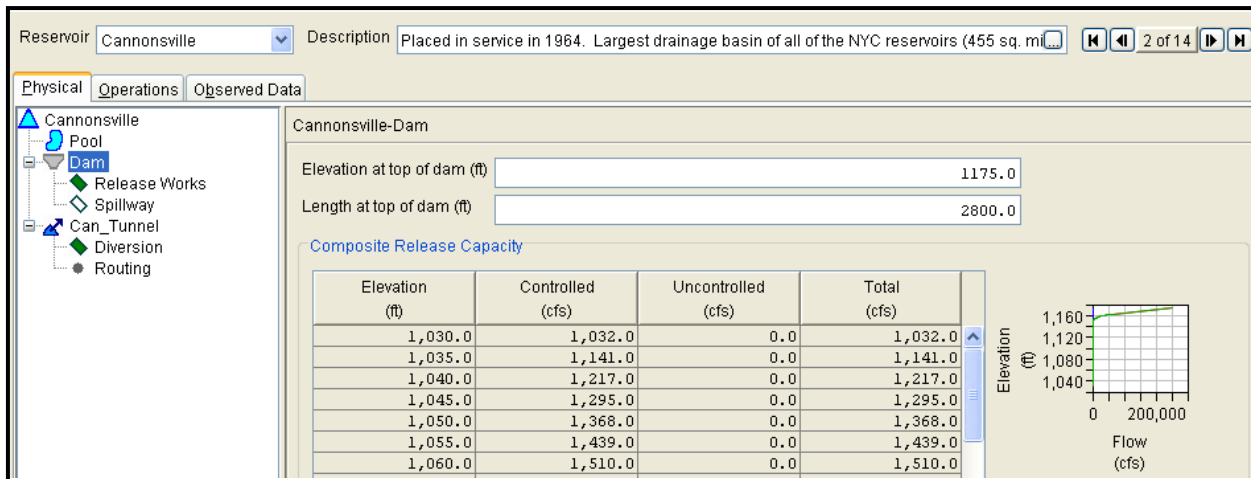 Reservoir Cannonsville Description Placed in service in 1964. Largest drainage basin of all of the NYC reservoirs (455 sq. mi... 2 of 14
Physical Operations Observed Data
Cannonsville
Pool
Dam
Release Works
Spillway
Can_Tunnel
Diversion
Routing
Cannonsville-Dam
Elevation at top of dam (ft) 1175.0
Length at top of dam (ft) 2800.0
Composite Release Capacity
Elevation (ft) Controlled (cfs) Uncontrolled (cfs) Total (cfs)
1,030.0 1,032.0 0.0 1,032.0
1,035.0 1,141.0 0.0 1,141.0
1,040.0 1,217.0 0.0 1,217.0
1,045.0 1,295.0 0.0 1,295.0
1,050.0 1,368.0 0.0 1,368.0
1,055.0 1,439.0 0.0 1,439.0
1,060.0 1,510.0 0.0 1,510.0
Elevation (ft)
1,160
1,120
1,080
1,040
0 200,000
Flow
(cfs)